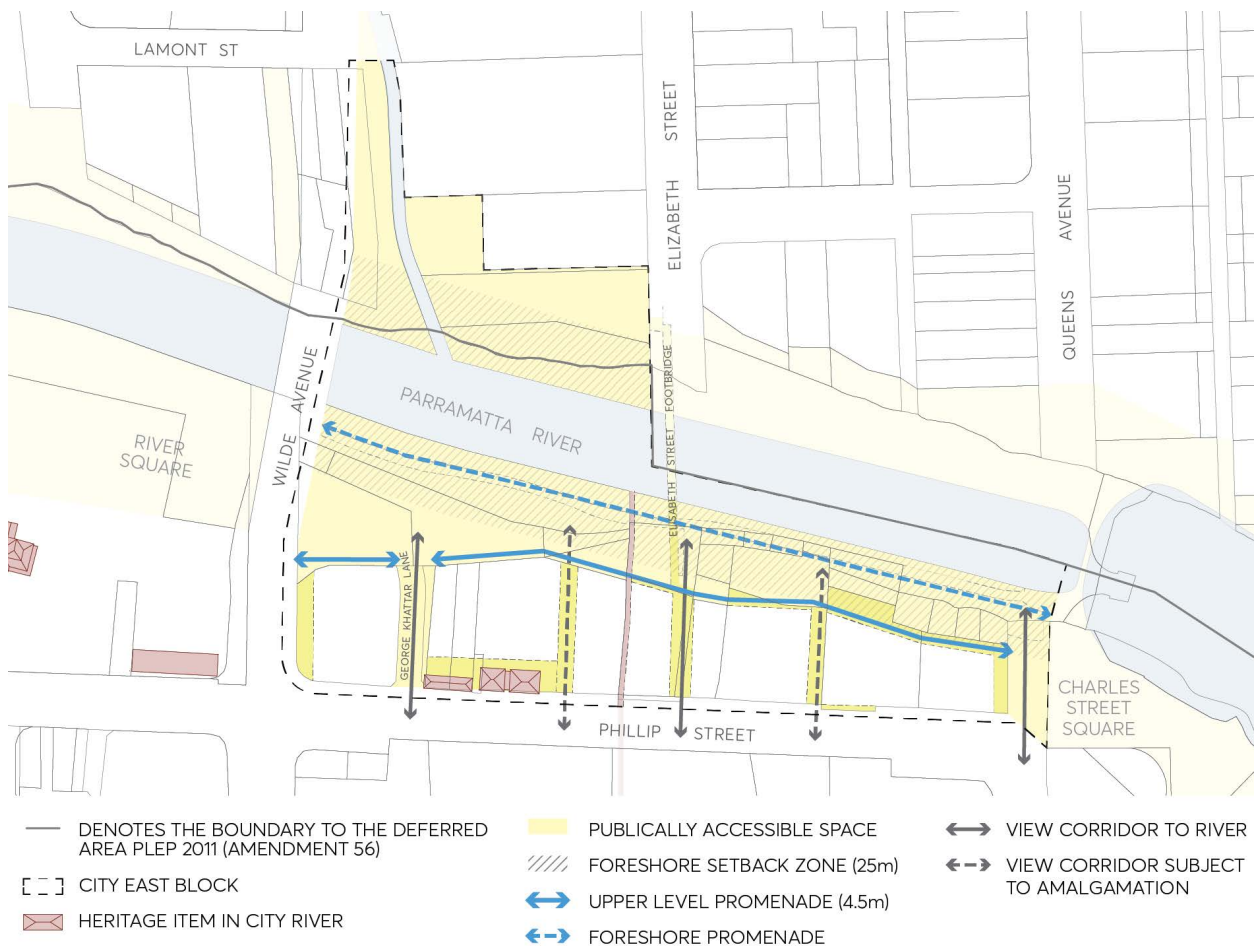 LAMONT ST
ELIZABETH STREET
QUEENS AVENUE
WILDE AVENUE
PARRAMATTA RIVER
ELISABETH STREET FOOTBRIDGE
RIVER
SQUARE
GEORGE KHATTAR LANE
PHILLIP STREET
CHARLES
STREET
SQUARE
DENOTES THE BOUNDARY TO THE DEFERRED
AREA PLEP 2011 (AMENDMENT 56)
CITY EAST BLOCK
HERITAGE ITEM IN CITY RIVER
PUBLICALLY ACCESSIBLE SPACE
FORESHORE SETBACK ZONE (25m)
UPPER LEVEL PROMENADE (4.5m)
FORESHORE PROMENADE
VIEW CORRIDOR TO RIVER
VIEW CORRIDOR SUBJECT
TO AMALGAMATION